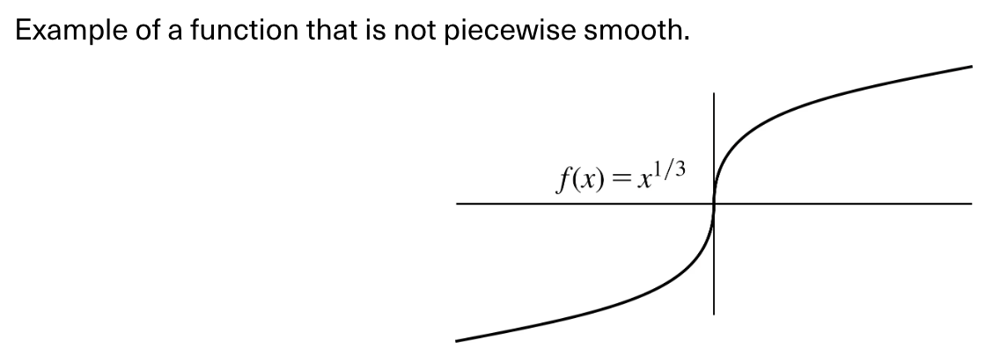 Example of a function that is not piecewise smooth.
f(x) = x^{1/3}